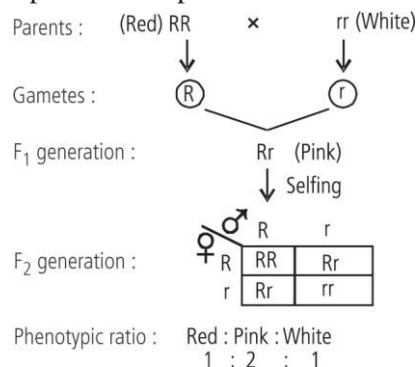 Parents : (Red) RR × rr (White)
Gametes : R r
F₁ generation : Rr (Pink)
Selfing
♀ ♂ R r
F₂ generation : R RR Rr
r Rr rr
Phenotypic ratio : Red : Pink : White
1 : 2 : 1